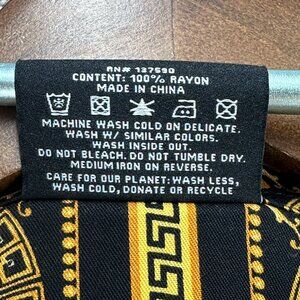 RN# 137590
CONTENT: 100% RAYON
MADE IN CHINA
MACHINE WASH COLD ON DELICATE.
WASH W/ SIMILAR COLORS.
WASH INSIDE OUT.
DO NOT BLEACH. DO NOT TUMBLE DRY.
MEDIUM IRON ON REVERSE.
CARE FOR OUR PLANET: WASH LESS,
WASH COLD, DONATE OR RECYCLE